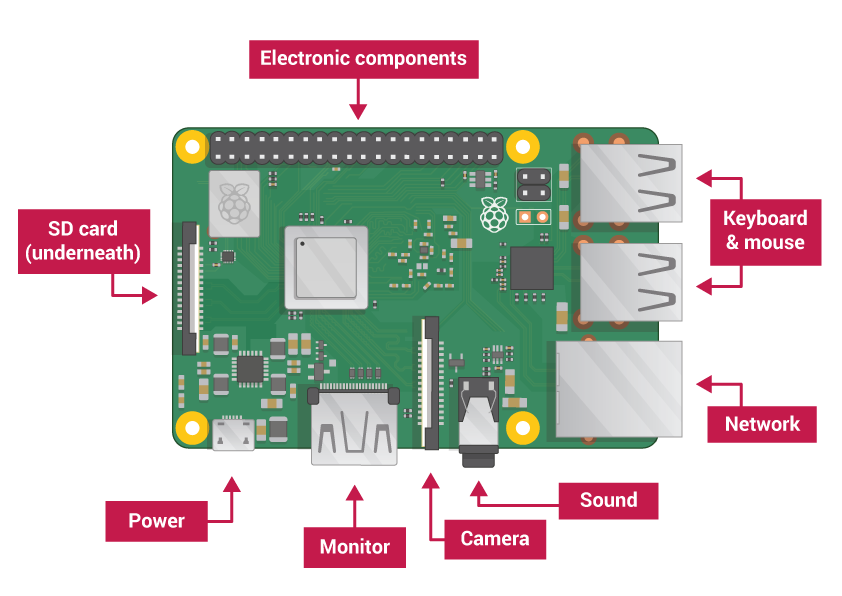 Electronic components
SD card
(underneath)
Keyboard
& mouse
Network
Power
Monitor
Camera
Sound